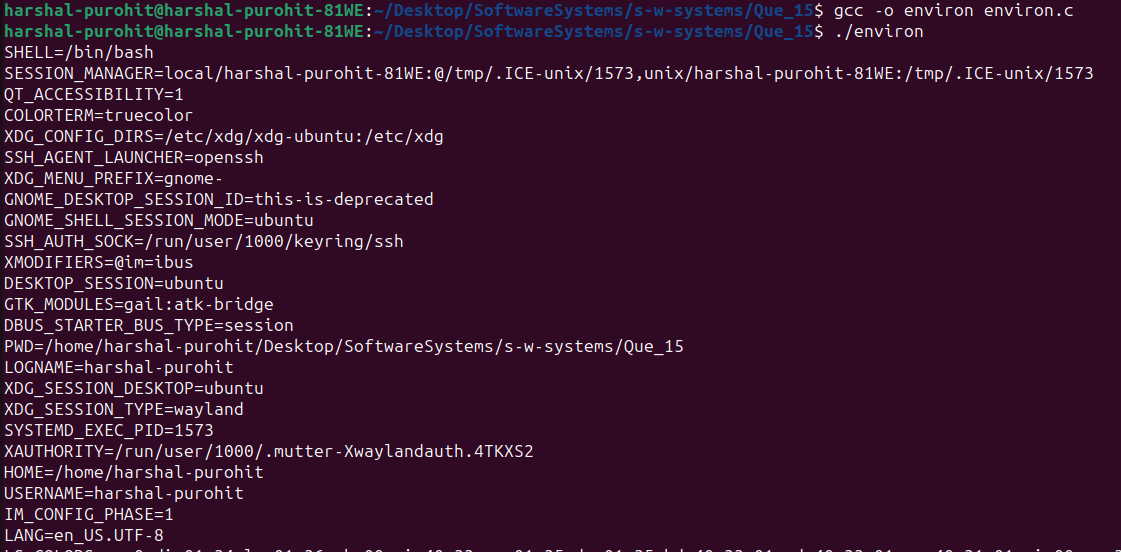 harshal-purohit@harshal-purohit-81WE:~/Desktop/SoftwareSystems/s-w-systems/Que_15$ gcc -o environ environ.c
harshal-purohit@harshal-purohit-81WE:~/Desktop/SoftwareSystems/s-w-systems/Que_15$ ./environ
SHELL=/bin/bash
SESSION_MANAGER=local/harshal-purohit-81WE:@/tmp/.ICE-unix/1573,unix/harshal-purohit-81WE:/tmp/.ICE-unix/1573
QT_ACCESSIBILITY=1
COLORTERM=truecolor
XDG_CONFIG_DIRS=/etc/xdg/xdg-ubuntu:/etc/xdg
SSH_AGENT_LAUNCHER=openssh
XDG_MENU_PREFIX=gnome-
GNOME_DESKTOP_SESSION_ID=this-is-deprecated
GNOME_SHELL_SESSION_MODE=ubuntu
SSH_AUTH_SOCK=/run/user/1000/keyring/ssh
XMODIFIERS=@im=ibus
DESKTOP_SESSION=ubuntu
GTK_MODULES=gail:atk-bridge
DBUS_STARTER_BUS_TYPE=session
PWD=/home/harshal-purohit/Desktop/SoftwareSystems/s-w-systems/Que_15
LOGNAME=harshal-purohit
XDG_SESSION_DESKTOP=ubuntu
XDG_SESSION_TYPE=wayland
SYSTEMD_EXEC_PID=1573
XAUTHORITY=/run/user/1000/.mutter-Xwaylandauth.4TKXS2
HOME=/home/harshal-purohit
USERNAME=harshal-purohit
IM_CONFIG_PHASE=1
LANG=en_US.UTF-8